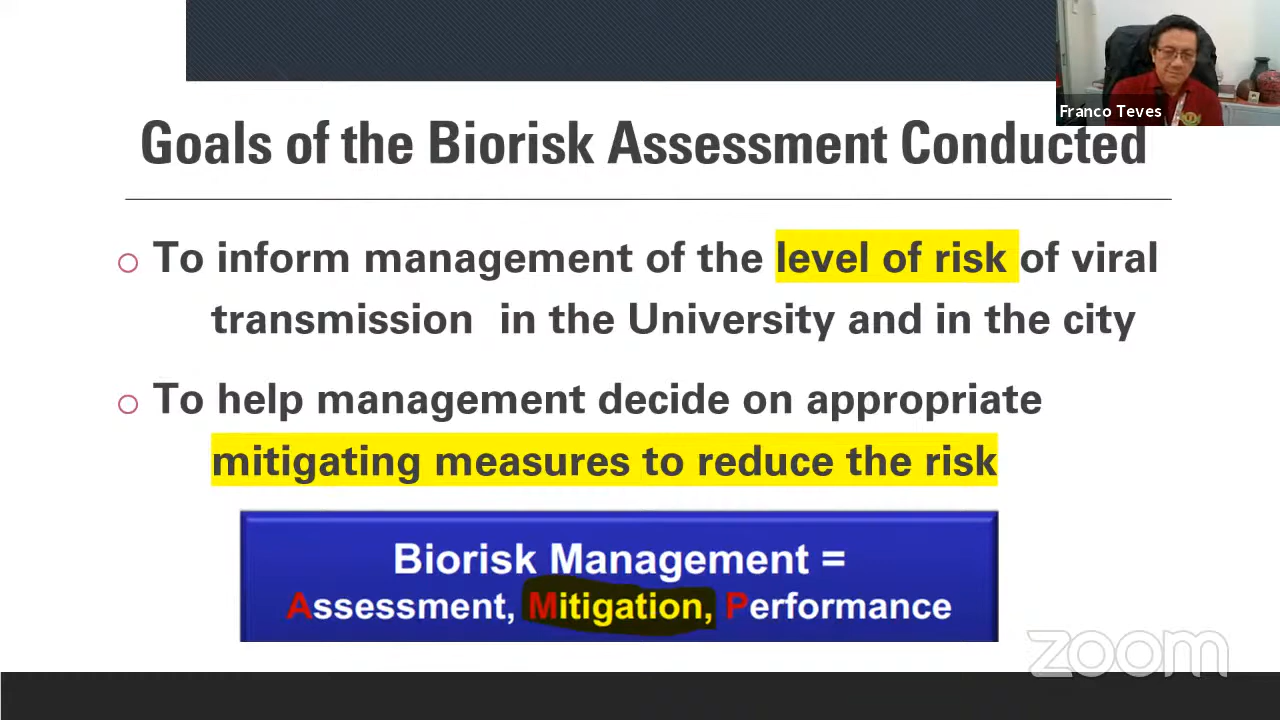 Franco Teves
Goals of the Biorisk Assessment Conducted
To inform management of the level of risk of viral
transmission in the University and in the city
To help management decide on appropriate
mitigating measures to reduce the risk
Biorisk Management =
Assessment, Mitigation, Performance
zoom